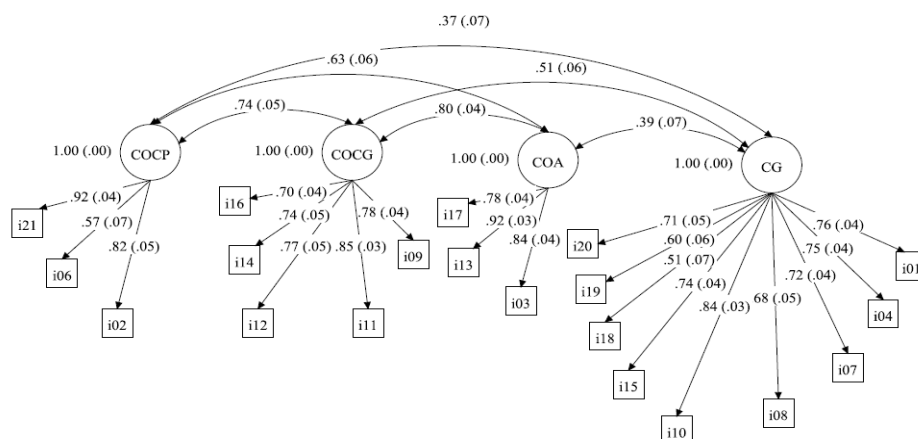 .37 (.07)
.63 (.06)
.51 (.06)
.74 (.05)
.80 (.04)
.39 (.07)
1.00 (.00)
COCP
1.00 (.00)
COCG
1.00 (.00)
COA
1.00 (.00)
CG
.92 (.04)
.57 (.07)
.82 (.05)
i21
i06
i02
.70 (.04)
.74 (.05)
.77 (.05)
.85 (.03)
.78 (.04)
i16
i14
i12
i11
i09
.78 (.04)
.92 (.03)
.84 (.04)
i17
i13
i03
.71 (.05)
.60 (.06)
.51 (.07)
.74 (.04)
.84 (.03)
68 (.05)
.72 (.04)
.75 (.04)
.76 (.04)
i20
i19
i18
i15
i10
i08
i07
i04
i01